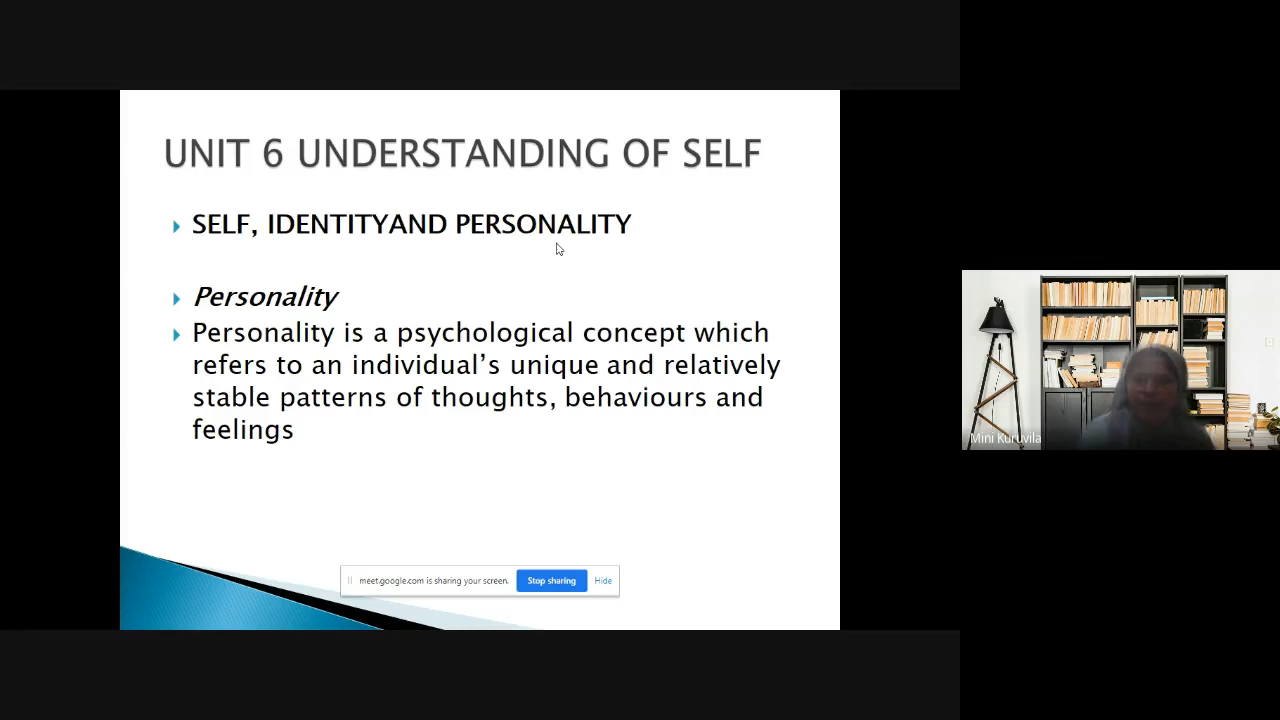 UNIT 6 UNDERSTANDING OF SELF
SELF, IDENTITYAND PERSONALITY
Personality
Personality is a psychological concept which
refers to an individual’s unique and relatively
stable patterns of thoughts, behaviours and
feelings
meet.google.com is sharing your screen.
Stop sharing
Hide
Mini Kuruvila